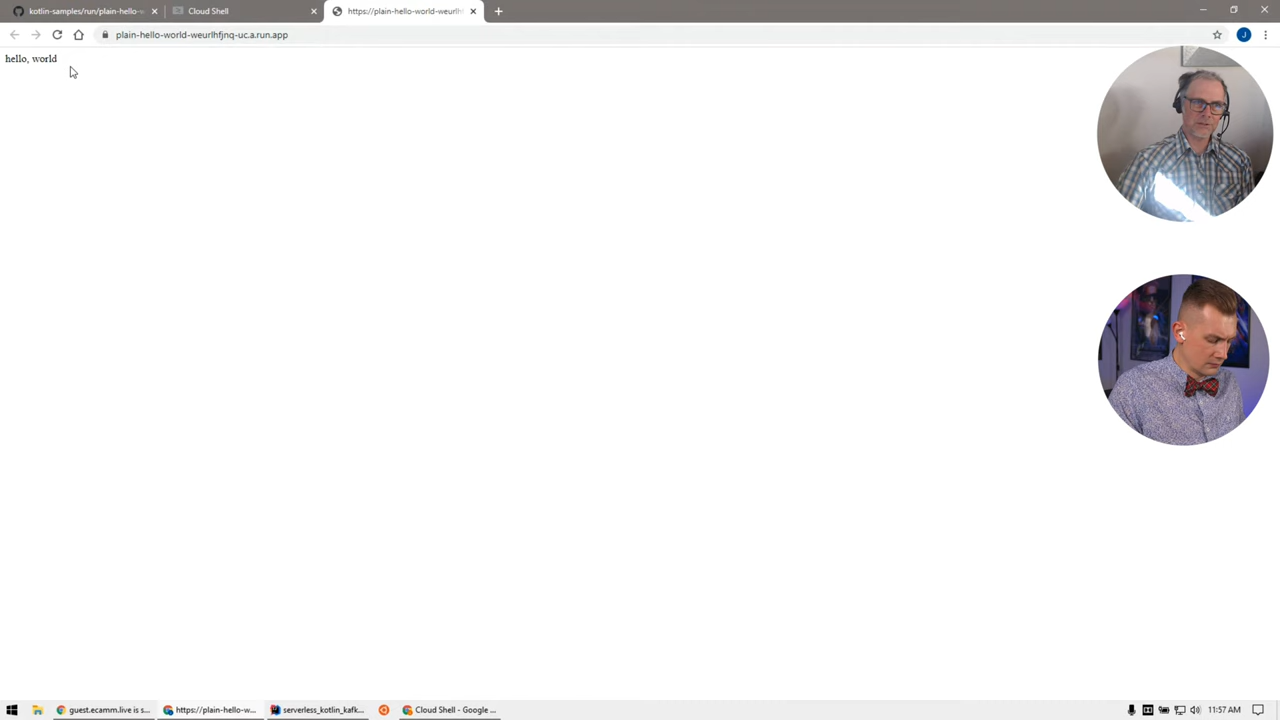 kotlin-samples/run/plain-hello-w
Cloud Shell
https://plain-hello-world-weurlhf
plain-hello-world-weurlhfjnq-uc.a.run.app
J
hello, world
guest.ecamm.live is s...
https://plain-hello-w...
serverless_kotlin_kafk...
Cloud Shell - Google ...
11:57 AM